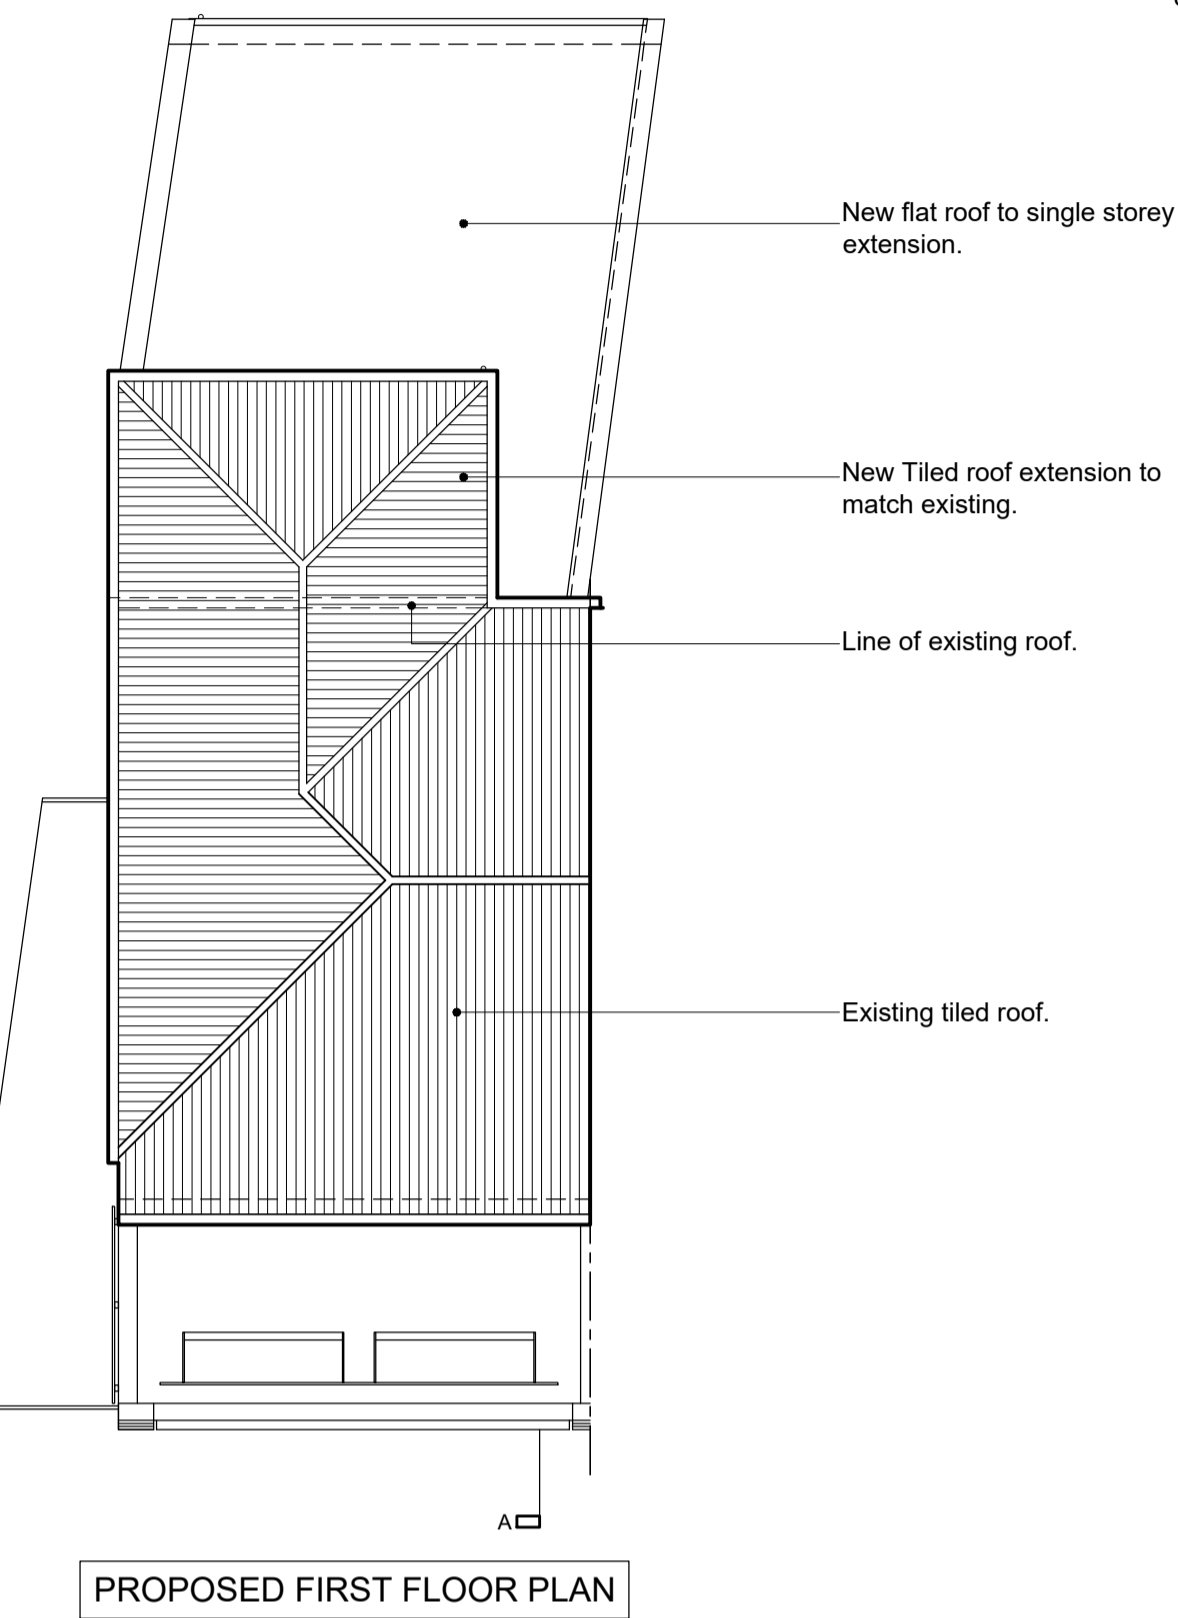 New flat roof to single storey
extension.
New Tiled roof extension to
match existing.
Line of existing roof.
Existing tiled roof.
A
PROPOSED FIRST FLOOR PLAN